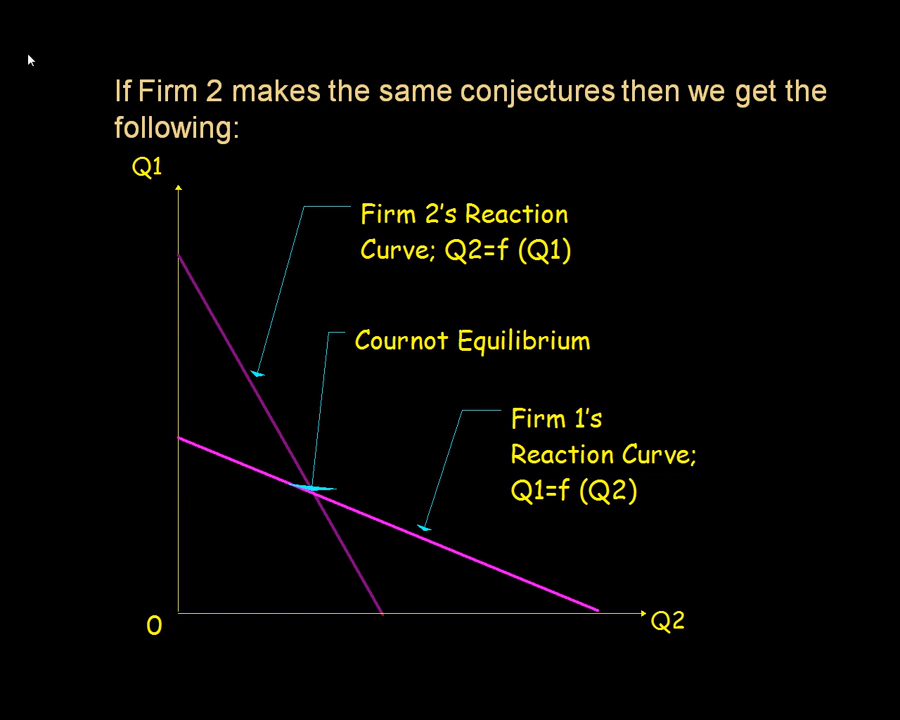 If Firm 2 makes the same conjectures then we get the
following:
Q1
Firm 2's Reaction
Curve; Q2=f (Q1)
Cournot Equilibrium
Firm 1's
Reaction Curve;
Q1=f (Q2)
0
Q2